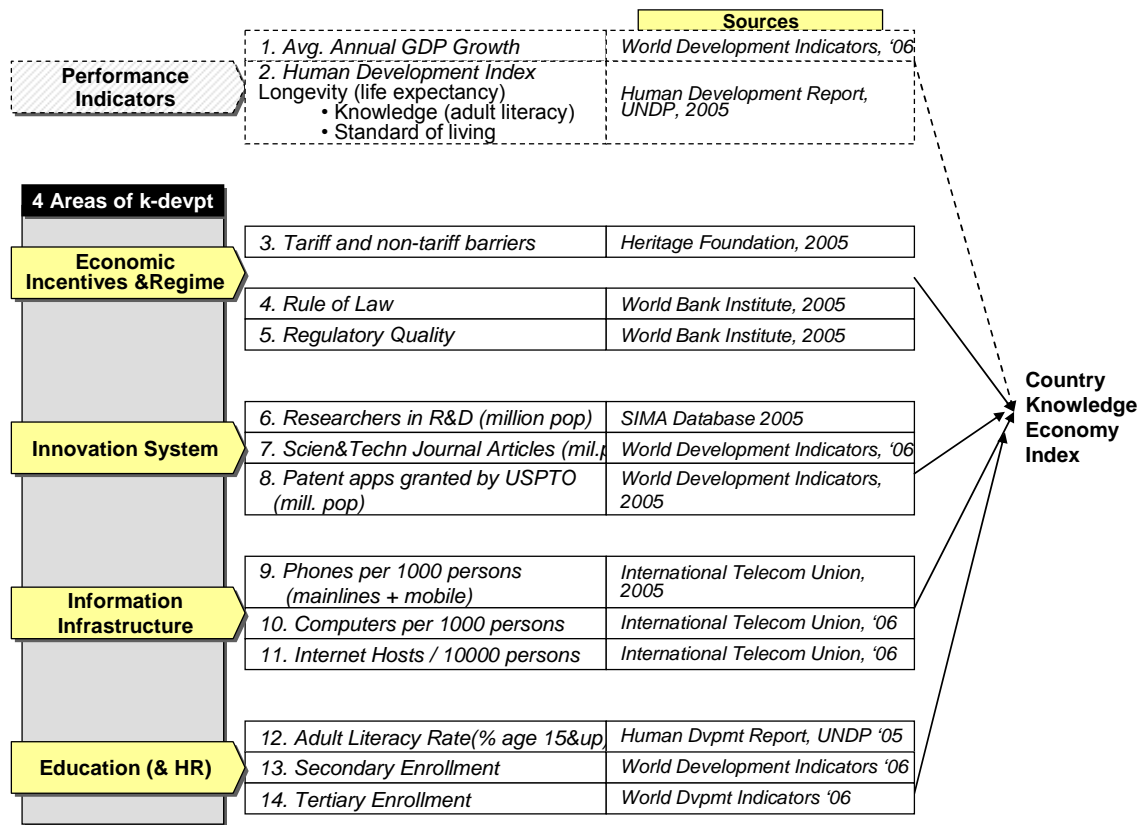 Sources
1. Avg. Annual GDP Growth
World Development Indicators, ‘06
Performance
Indicators
2. Human Development Index
Longevity (life expectancy)
• Knowledge (adult literacy)
• Standard of living
Human Development Report,
UNDP, 2005
4 Areas of k-devpt
Economic
Incentives &Regime
3. Tariff and non-tariff barriers
Heritage Foundation, 2005
4. Rule of Law
World Bank Institute, 2005
5. Regulatory Quality
World Bank Institute, 2005
Country
Knowledge
Economy
Index
Innovation System
6. Researchers in R&D (million pop)
SIMA Database 2005
7. Scien&Techn Journal Articles (mil.p
World Development Indicators, ‘06
8. Patent apps granted by USPTO
(mill. pop)
World Development Indicators,
2005
Information
Infrastructure
9. Phones per 1000 persons
(mainlines + mobile)
International Telecom Union,
2005
10. Computers per 1000 persons
International Telecom Union, ‘06
11. Internet Hosts / 10000 persons
International Telecom Union, ‘06
Education (& HR)
12. Adult Literacy Rate(% age 15&up)
Human Dvpmt Report, UNDP ‘05
13. Secondary Enrollment
World Development Indicators ‘06
14. Tertiary Enrollment
World Dvpmt Indicators ‘06